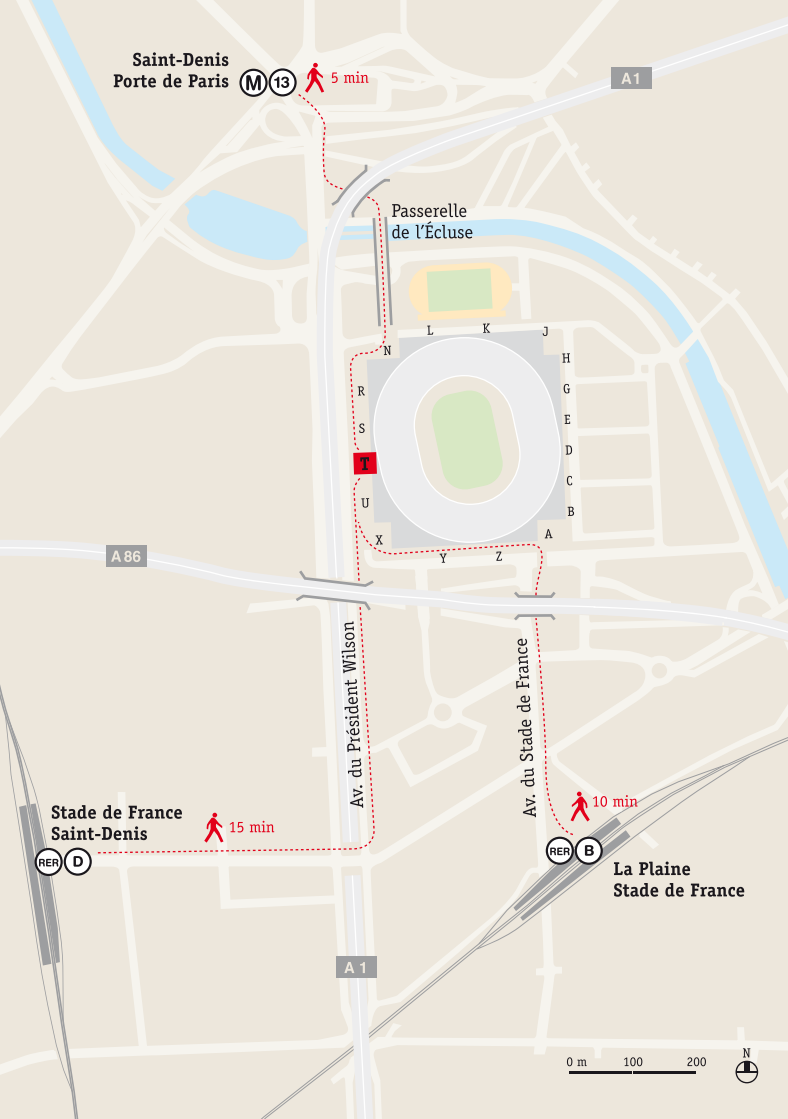 Saint-Denis
Porte de Paris
M 13
5 min
A1
Passerelle
de l'Écluse
L
K
J
N
H
R
G
S
E
T
D
C
U
B
X
A
Y
Z
A 86
Av. du Président Wilson
Av. du Stade de France
Stade de France
Saint-Denis
RER D
15 min
10 min
RER B
La Plaine
Stade de France
A 1
0 m 100 200
N